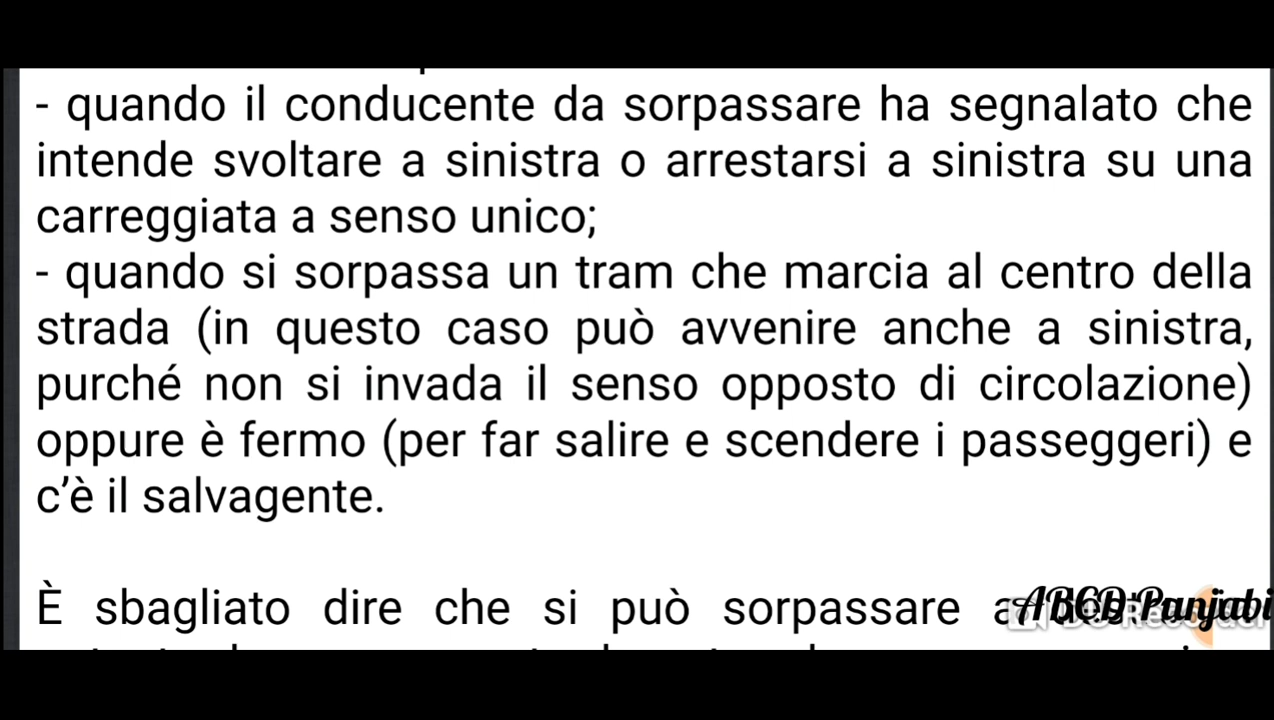 - quando il conducente da sorpassare ha segnalato che
intende svoltare a sinistra o arrestarsi a sinistra su una
carreggiata a senso unico;
- quando si sorpassa un tram che marcia al centro della
strada (in questo caso può avvenire anche a sinistra,
purché non si invada il senso opposto di circolazione)
oppure è fermo (per far salire e scendere i passeggeri) e
c'è il salvagente.
È sbagliato dire che si può sorpassare a
ABCD Punjabi